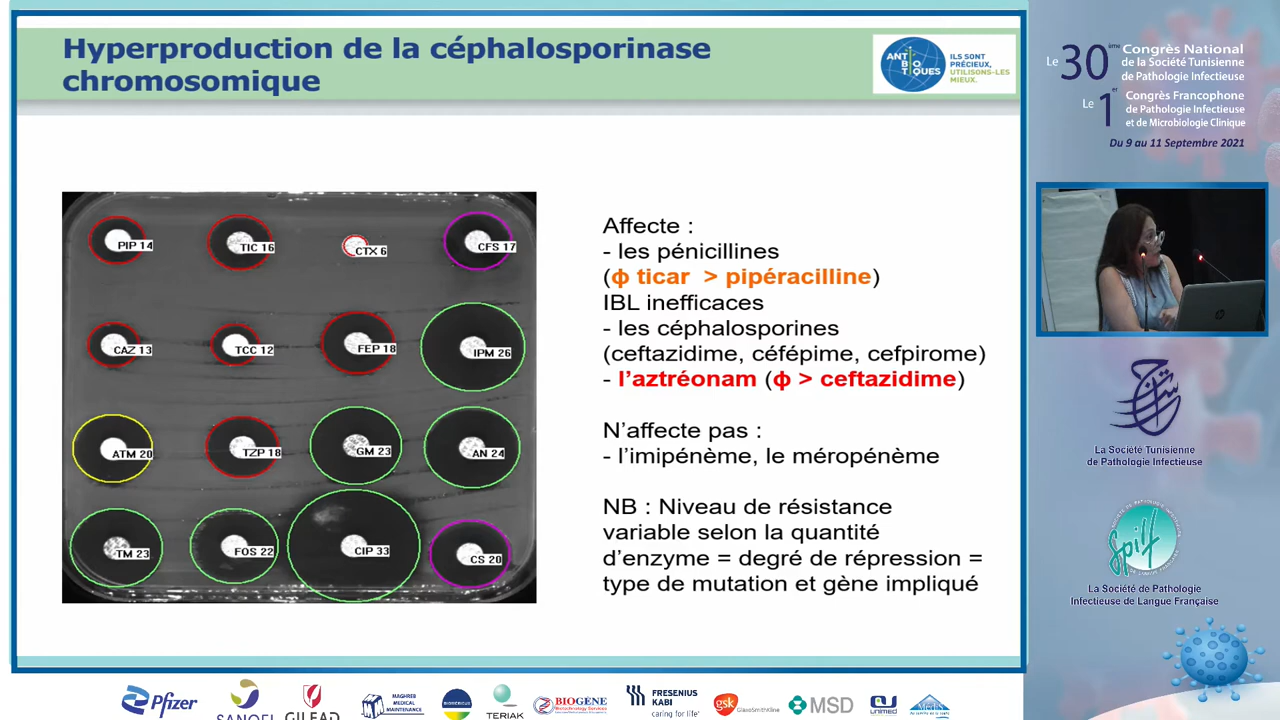 Hyperproduction de la céphalosporinase
chromosomique
ANTIBIOTIQUES
ILS SONT
PRÉCIEUX,
UTILISONS-LES
MIEUX.
PIP 14
TIC 16
CTX 6
CFS 17
CAZ 13
TCC 12
FEP 18
IPM 26
ATM 20
TZP 18
GM 23
AN 24
TM 23
FOS 22
CIP 33
CS 20
Affecte :
- les pénicillines
(ϕ ticar > pipéracilline)
IBL inefficaces
- les céphalosporines
(ceftazidime, céfépime, cefpirome)
- l’aztréonam (ϕ > ceftazidime)
N’affecte pas :
- l’imipénème, le méropénème
NB : Niveau de résistance
variable selon la quantité
d’enzyme = degré de répression =
type de mutation et gène impliqué
Le 30ème Congrès National
de la Société Tunisienne
de Pathologie Infectieuse
Le 1er Congrès Francophone
de Pathologie Infectieuse
et de Microbiologie Clinique
Du 9 au 11 Septembre 2021
La Société Tunisienne
de Pathologie Infectieuse
Spilf
La Société de Pathologie
Infectieuse de Langue Française
Pfizer
SANOFI
GILEAD
MAGHREB
MEDICAL
MAINTENANCE
BIOMÉRIEUX
TERIAK
BIOGÈNE
FRESENIUS
KABI
caring for life
gsk
GlaxoSmithKline
MSD
unimed